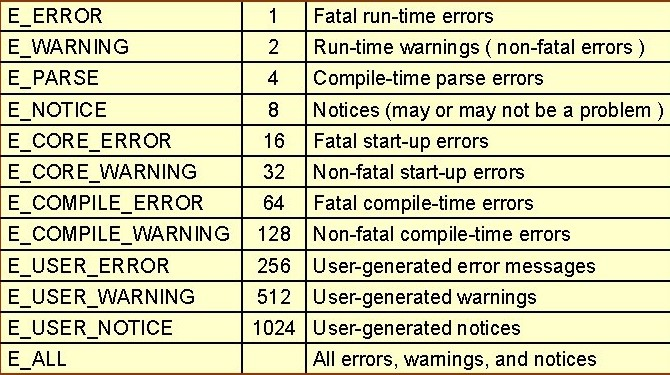 E_ERROR 1 Fatal run-time errors
E_WARNING 2 Run-time warnings ( non-fatal errors )
E_PARSE 4 Compile-time parse errors
E_NOTICE 8 Notices (may or may not be a problem )
E_CORE_ERROR 16 Fatal start-up errors
E_CORE_WARNING 32 Non-fatal start-up errors
E_COMPILE_ERROR 64 Fatal compile-time errors
E_COMPILE_WARNING 128 Non-fatal compile-time errors
E_USER_ERROR 256 User-generated error messages
E_USER_WARNING 512 User-generated warnings
E_USER_NOTICE 1024 User-generated notices
E_ALL All errors, warnings, and notices